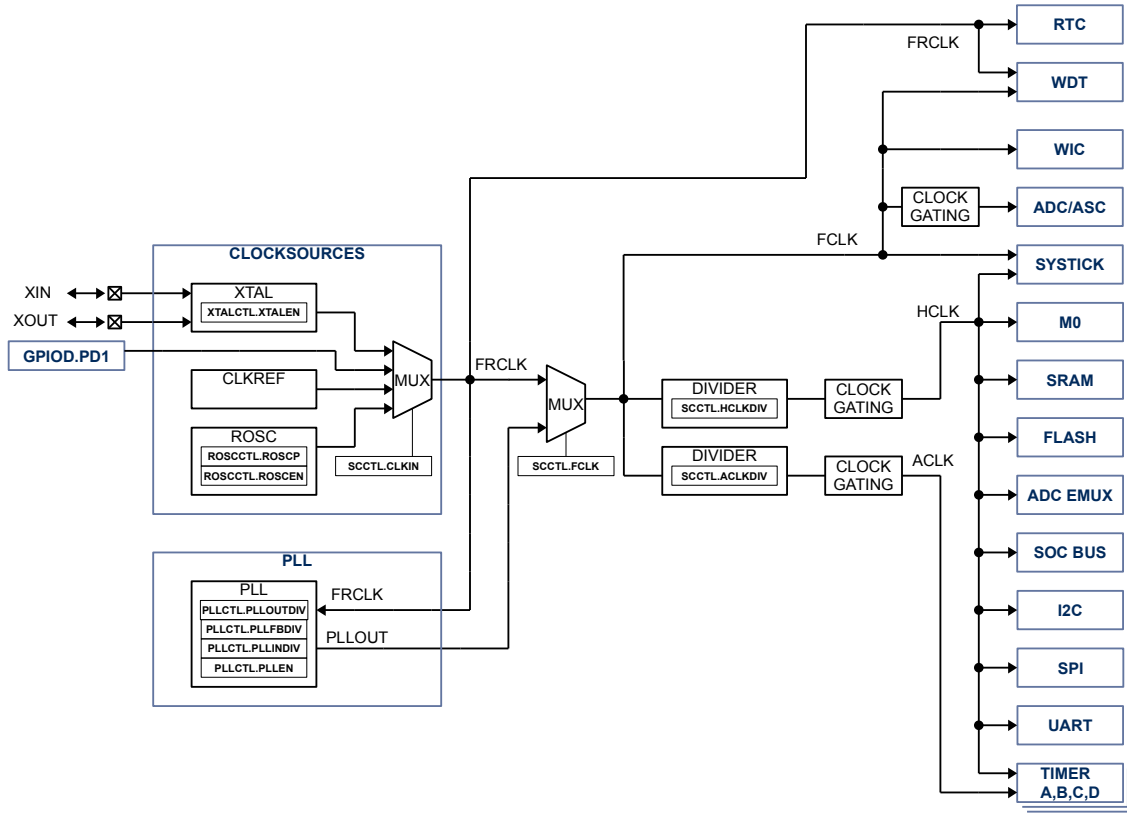 RTC
FRCLK
WDT
WIC
CLOCK
GATING
ADC/ASC
FCLK
SYSTICK
CLOCKSOURCES
XIN
XTAL
XTALCTL.XTALEN
XOUT
HCLK
M0
GPIOD.PD1
FRCLK
CLKREF
MUX
MUX
DIVIDER
SCCTL.HCLKDIV
CLOCK
GATING
SRAM
ROSC
ROSCCTL.ROSCP
ROSCCTL.ROSCEN
SCCTL.CLKIN
SCCTL.FCLK
DIVIDER
SCCTL.ACLKDIV
CLOCK
GATING
ACLK
FLASH
ADC EMUX
PLL
SOC BUS
PLL
PLLCTL.PLLOUTDIV
PLLCTL.PLLFBDIV
PLLCTL.PLLINDIV
PLLCTL.PLLEN
FRCLK
PLLOUT
I2C
SPI
UART
TIMER
A,B,C,D